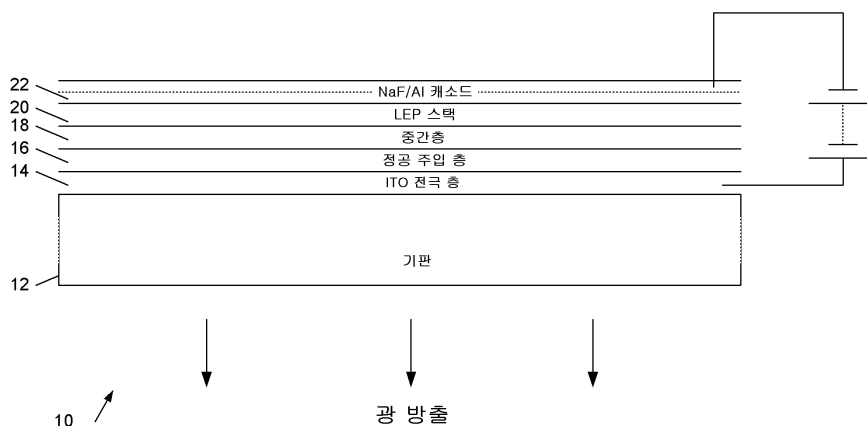 22
NaF/Al 캐소드
20
LEP 스택
18
중간층
16
정공 주입 층
14
ITO 전극 층
기판
12
10
광 방출